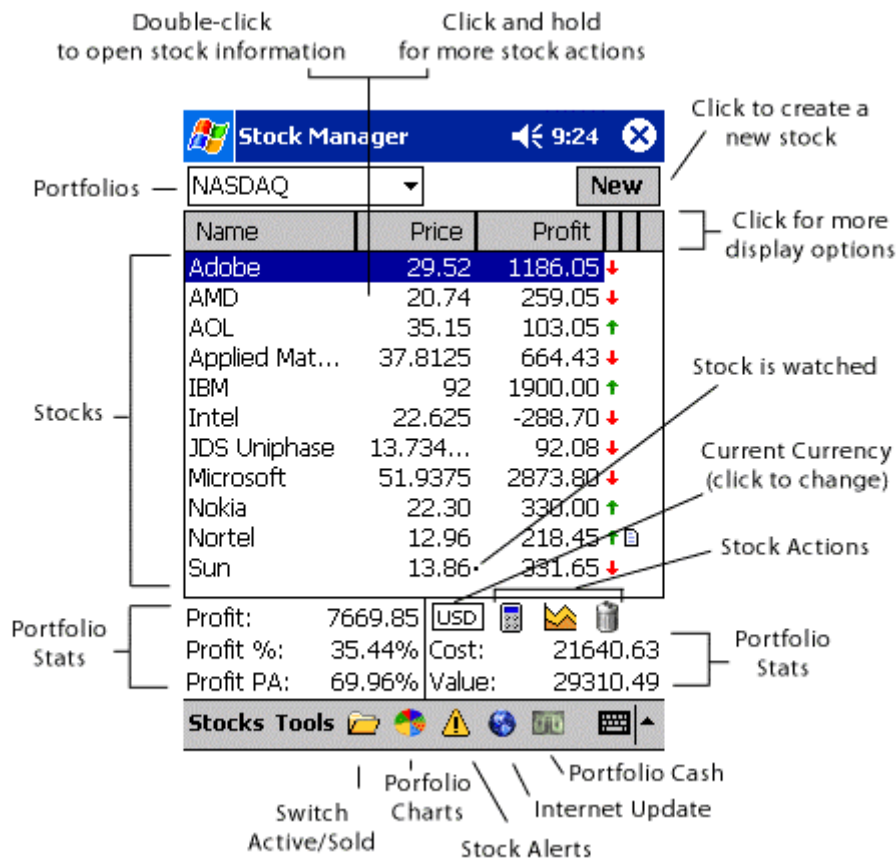 Double-click
to open stock information
Click and hold
for more stock actions
Click to create a
new stock
Stock Manager 9:24
Portfolios
NASDAQ New
Click for more
display options
Name Price Profit
Stocks
Adobe 29.52 1186.05
AMD 20.74 259.05
AOL 35.15 103.05
Applied Mat... 37.8125 664.43
IBM 92 1900.00
Intel 22.625 -288.70
JDS Uniphase 13.734... 92.08
Microsoft 51.9375 2873.80
Nokia 22.30 330.00
Nortel 12.96 218.45
Sun 13.86 331.65
Stock is watched
Current Currency
(click to change)
Stock Actions
Portfolio
Stats
Profit: 7669.85 USD
Profit %: 35.44% Cost: 21640.63
Profit PA: 69.96% Value: 29310.49
Portfolio
Stats
Stocks Tools
Switch
Active/Sold
Porfolio
Charts
Stock Alerts
Internet Update
Portfolio Cash